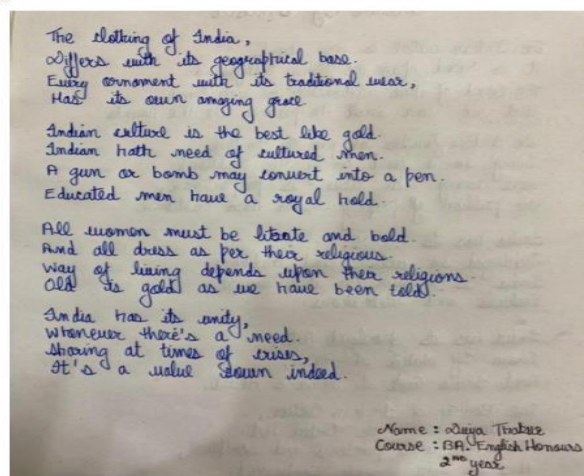 The clothing of India,
Differs with its geographical base.
Every ornament with its traditional wear,
Has its own amazing grace
Indian culture is the best like gold.
Indian hath need of cultured men.
A gun or bomb may convert into a pen.
Educated men have a royal hold.
All women must be literate and bold.
And all dress as per their religious.
Way of living depends upon their religions.
Old is gold as we have been told.
India has its unity,
Whenever there's a need.
Sharing at times of crises,
It's a value sown indeed.
Name :
Course : BA. English Honours
2nd year